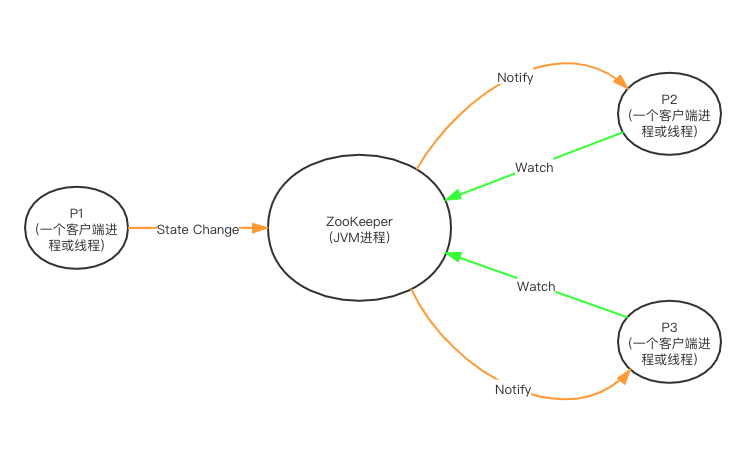 Notify
P2
(一个客户端进
程或线程)
Watch
P1
(一个客户端进
程或线程)
State Change
ZooKeeper
(JVM进程)
Watch
P3
(一个客户端进
程或线程)
Notify